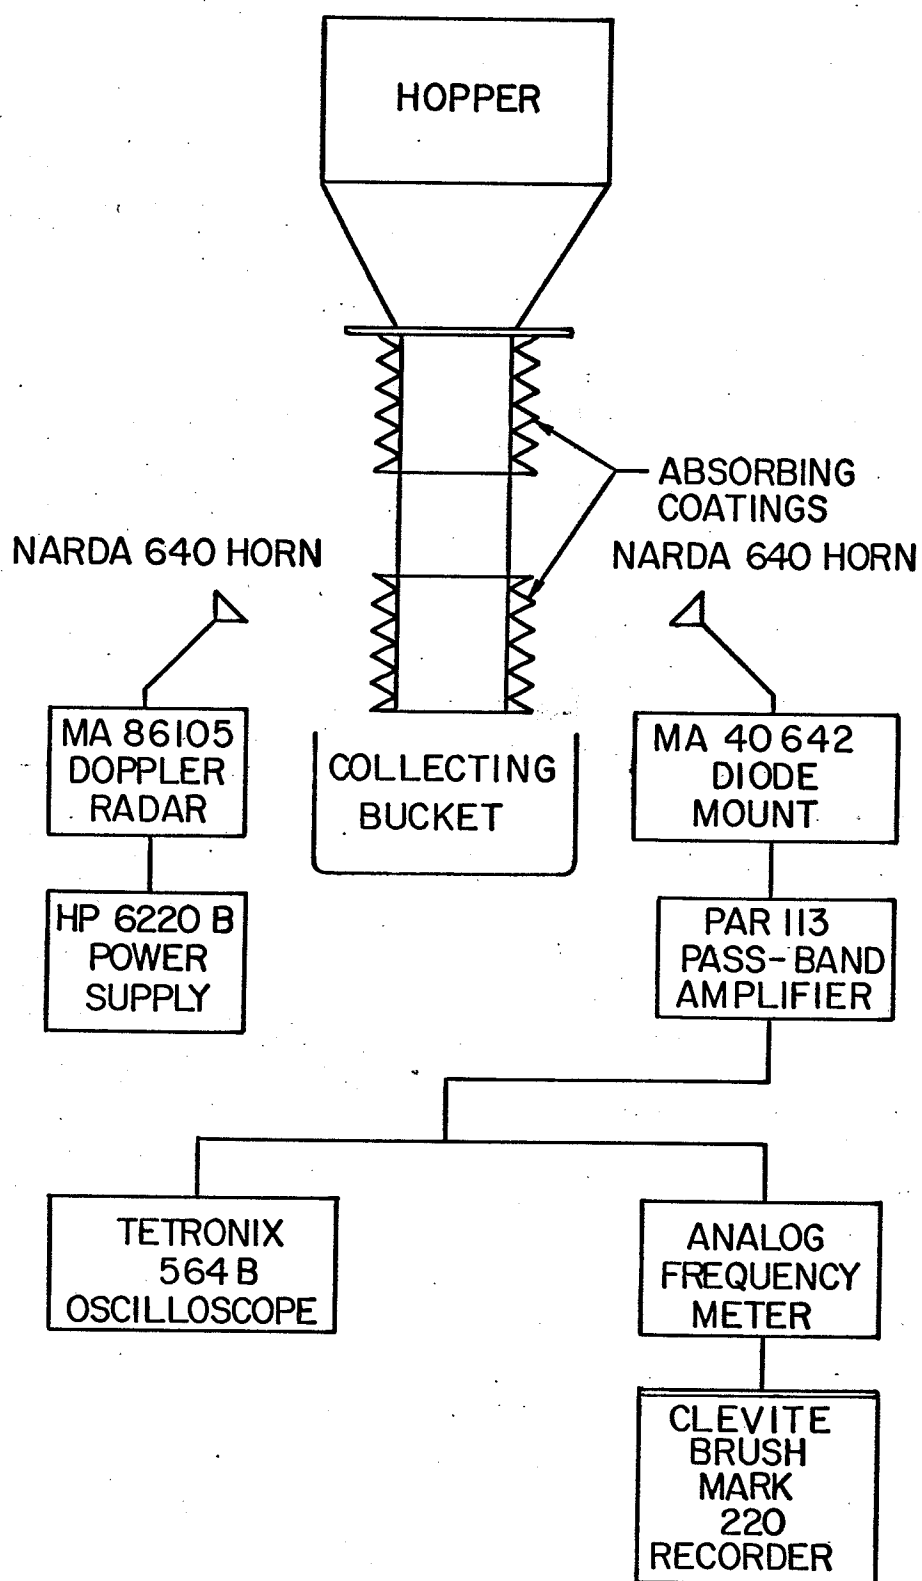 HOPPER
ABSORBING
COATINGS
NARDA 640 HORN
NARDA 640 HORN
MA 86105
DOPPLER
RADAR
COLLECTING
BUCKET
MA 40642
DIODE
MOUNT
HP 6220 B
POWER
SUPPLY
PAR 113
PASS-BAND
AMPLIFIER
TETRONIX
564 B
OSCILLOSCOPE
ANALOG
FREQUENCY
METER
CLEVITE
BRUSH
MARK
220
RECORDER